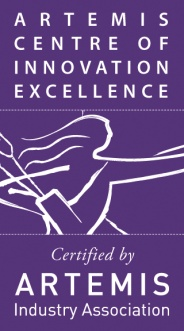 ARTEMIS
CENTRE OF
INNOVATION
EXCELLENCE
Certified by
ARTEMIS
Industry Association